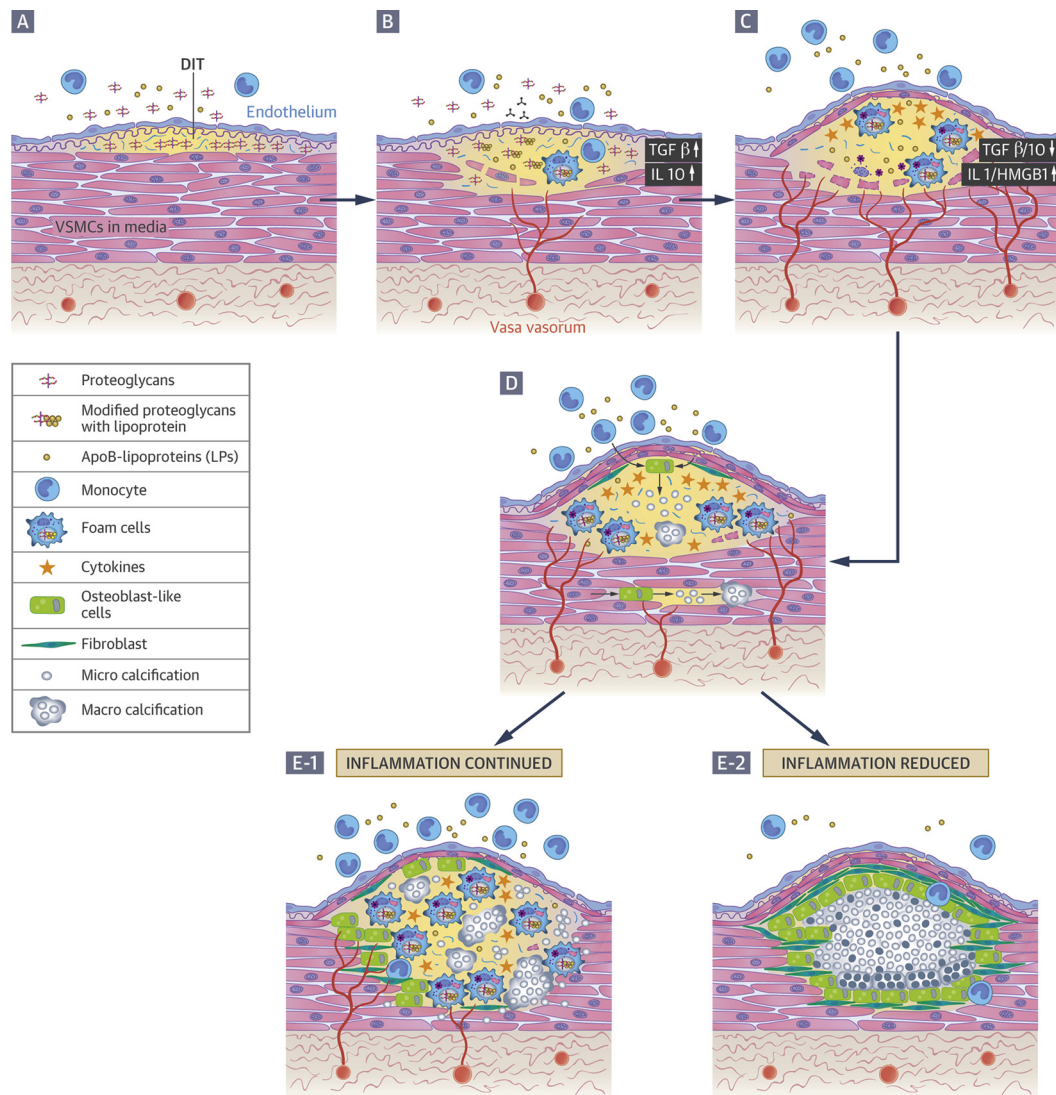 A
B
C
DIT
Endothelium
TGF β↑
IL 10↑
TGF β/10↓
IL 1/HMGB1↑
VSMCs in media
Vasa vasorum
Proteoglycans
Modified proteoglycans
with lipoprotein
ApoB-lipoproteins (LPs)
Monocyte
Foam cells
Cytokines
Osteoblast-like
cells
Fibroblast
Micro calcification
Macro calcification
D
E-1 INFLAMMATION CONTINUED
E-2 INFLAMMATION REDUCED